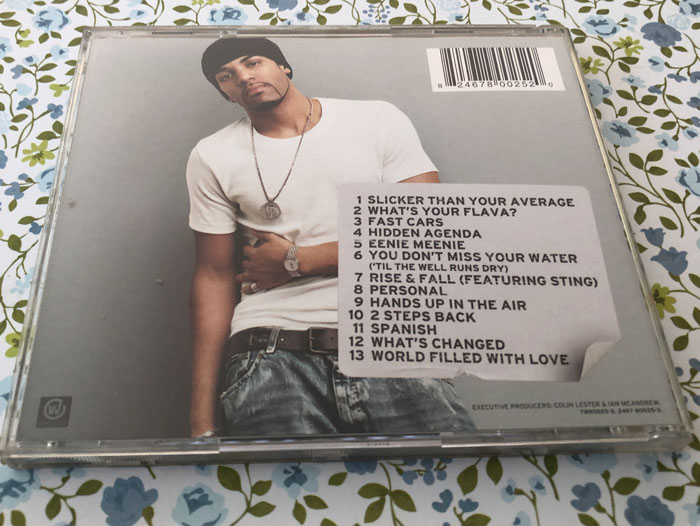 8 24678 00252 0
1 SLICKER THAN YOUR AVERAGE
2 WHAT'S YOUR FLAVA?
3 FAST CARS
4 HIDDEN AGENDA
5 EENIE MEENIE
6 YOU DON'T MISS YOUR WATER
('TIL THE WELL RUNS DRY)
7 RISE & FALL (FEATURING STING)
8 PERSONAL
9 HANDS UP IN THE AIR
10 2 STEPS BACK
11 SPANISH
12 WHAT'S CHANGED
13 WORLD FILLED WITH LOVE
EXECUTIVE PRODUCERS: COLIN LESTER & IAN MCANDREW.